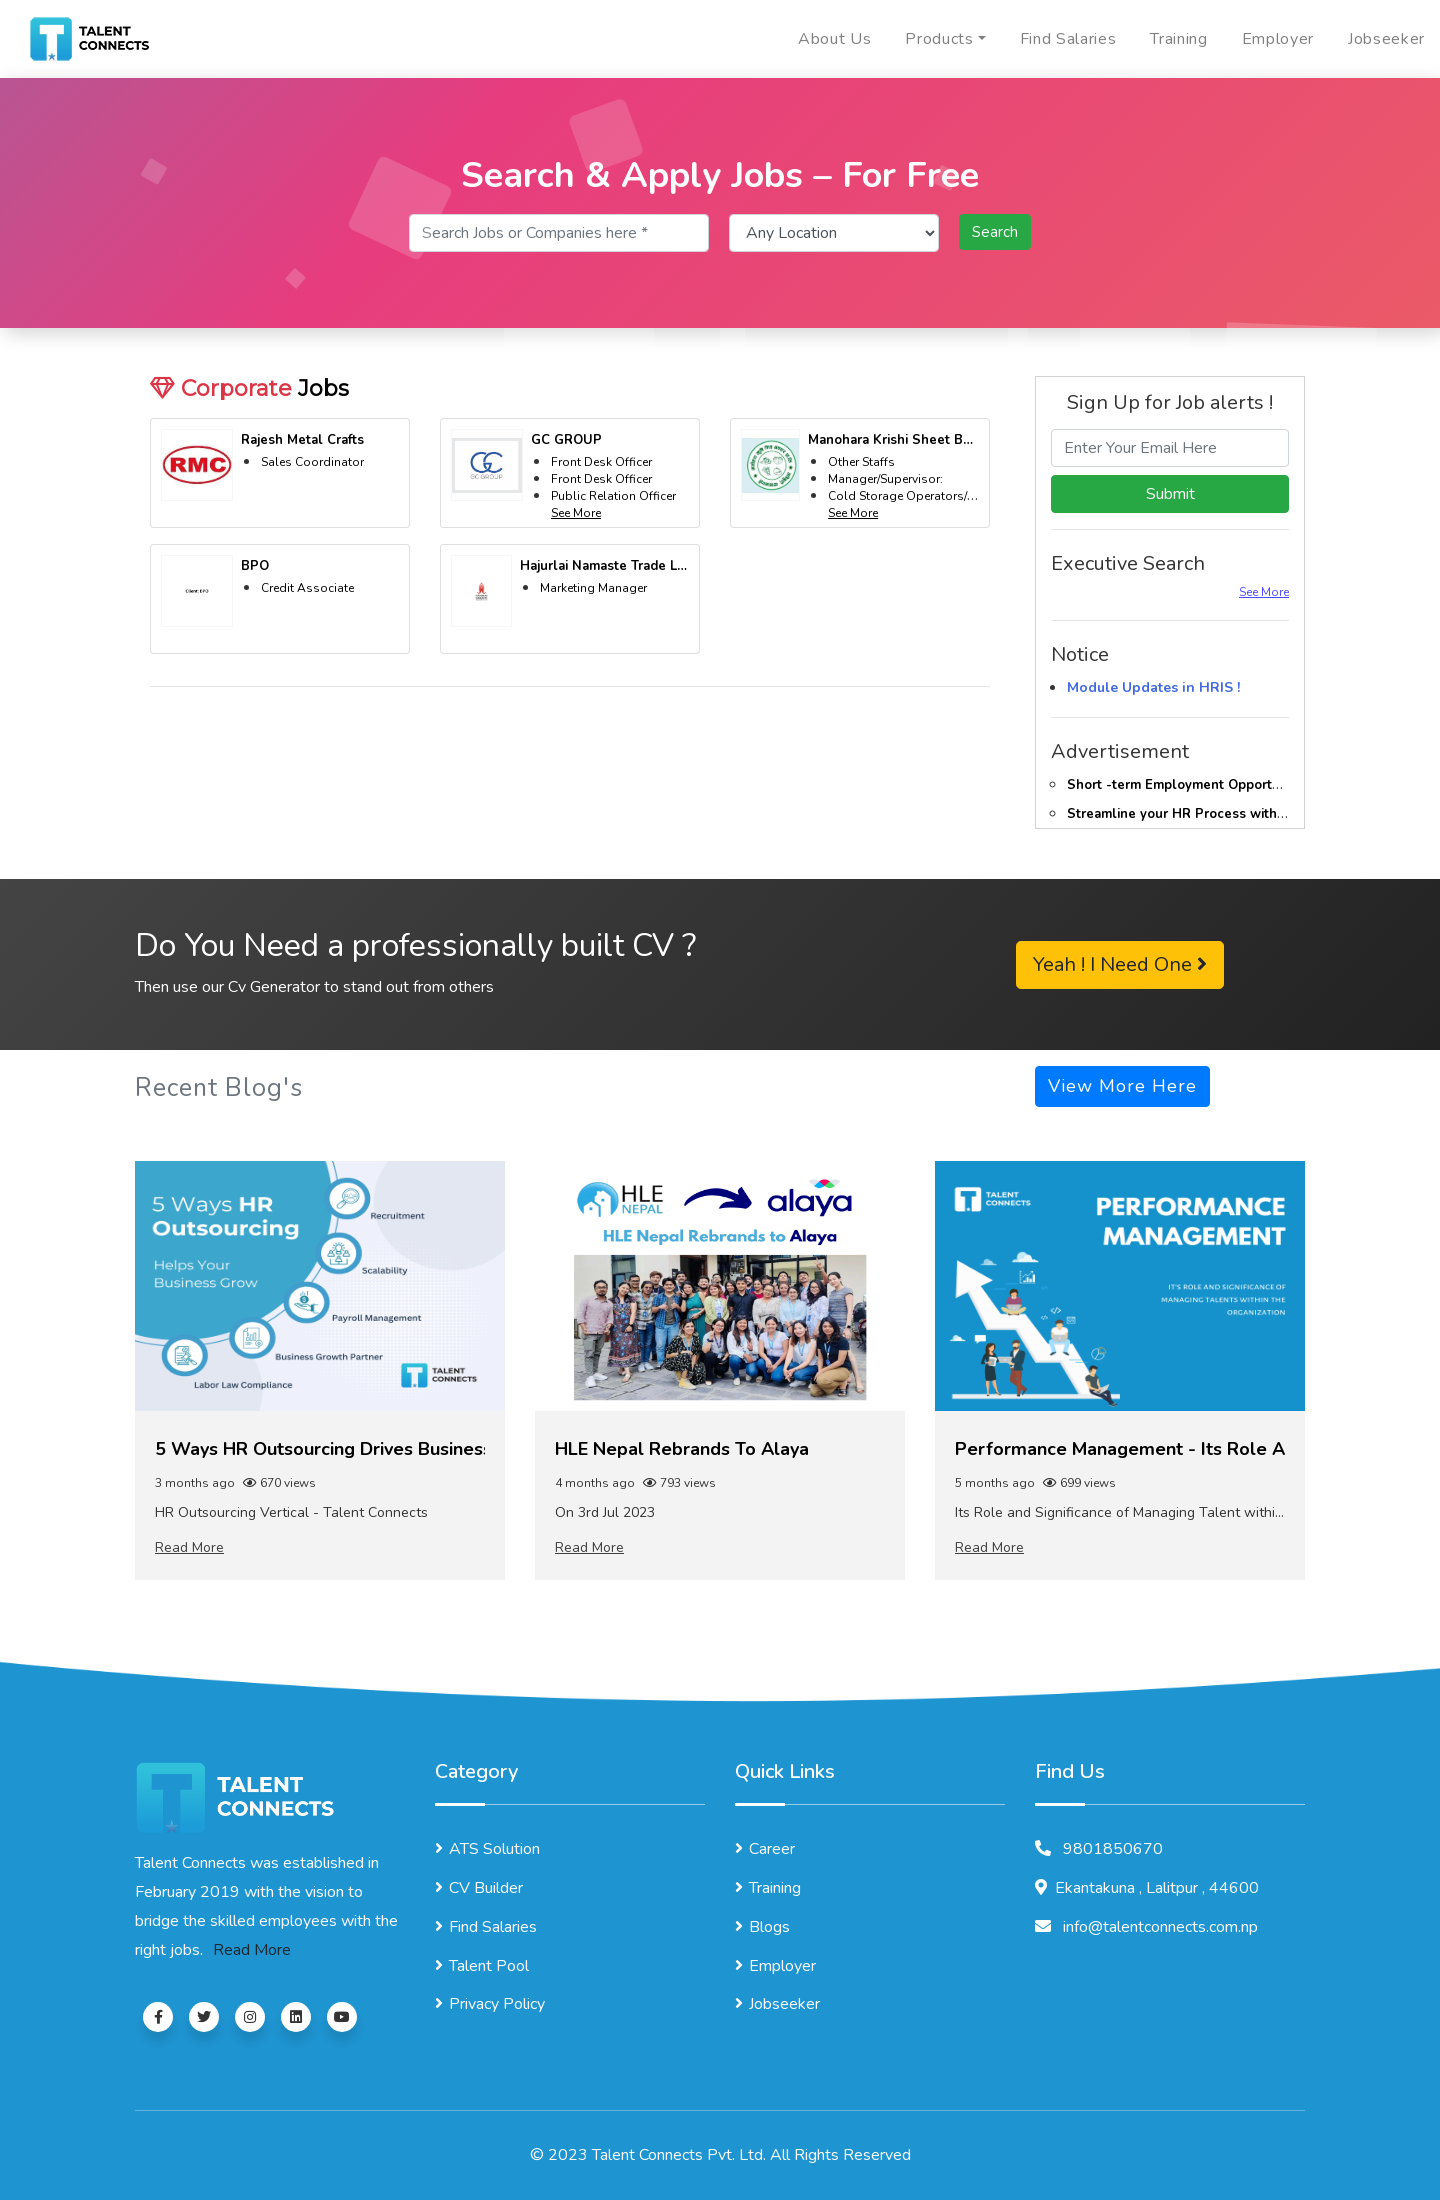 TALENT
CONNECTS
About Us
Products
Find Salaries
Training
Employer
Jobseeker
Search & Apply Jobs – For Free
Search Jobs or Companies here *
Any Location
Search
Corporate Jobs
RMC
Rajesh Metal Crafts
Sales Coordinator
GC GROUP
GC GROUP
Front Desk Officer
Front Desk Officer
Public Relation Officer
See More
Manohara Krishi Sheet B...
Other Staffs
Manager/Supervisor:
Cold Storage Operators/...
See More
Client: BPO
BPO
Credit Associate
Hajurlai Namaste Trade L...
Marketing Manager
Sign Up for Job alerts !
Enter Your Email Here
Submit
Executive Search
See More
Notice
Module Updates in HRIS !
Advertisement
Short -term Employment Opport...
Streamline your HR Process with...
Do You Need a professionally built CV ?
Then use our Cv Generator to stand out from others
Yeah ! I Need One
Recent Blog's
View More Here
5 Ways HR
Outsourcing
Helps Your
Business Grow
Recruitment
Scalability
Payroll Management
Business Growth Partner
Labor Law Compliance
TALENT
CONNECTS
5 Ways HR Outsourcing Drives Business
3 months ago 670 views
HR Outsourcing Vertical - Talent Connects
Read More
HLE
NEPAL
alaya
HLE Nepal Rebrands to Alaya
HLE Nepal Rebrands To Alaya
4 months ago 793 views
On 3rd Jul 2023
Read More
TALENT
CONNECTS
PERFORMANCE
MANAGEMENT
IT'S ROLE AND SIGNIFICANCE OF
MANAGING TALENTS WITHIN THE
ORGANIZATION
Performance Management - Its Role A
5 months ago 699 views
Its Role and Significance of Managing Talent withi...
Read More
TALENT
CONNECTS
Talent Connects was established in
February 2019 with the vision to
bridge the skilled employees with the
right jobs. Read More
Category
ATS Solution
CV Builder
Find Salaries
Talent Pool
Privacy Policy
Quick Links
Career
Training
Blogs
Employer
Jobseeker
Find Us
9801850670
Ekantakuna , Lalitpur , 44600
info@talentconnects.com.np
© 2023 Talent Connects Pvt. Ltd. All Rights Reserved